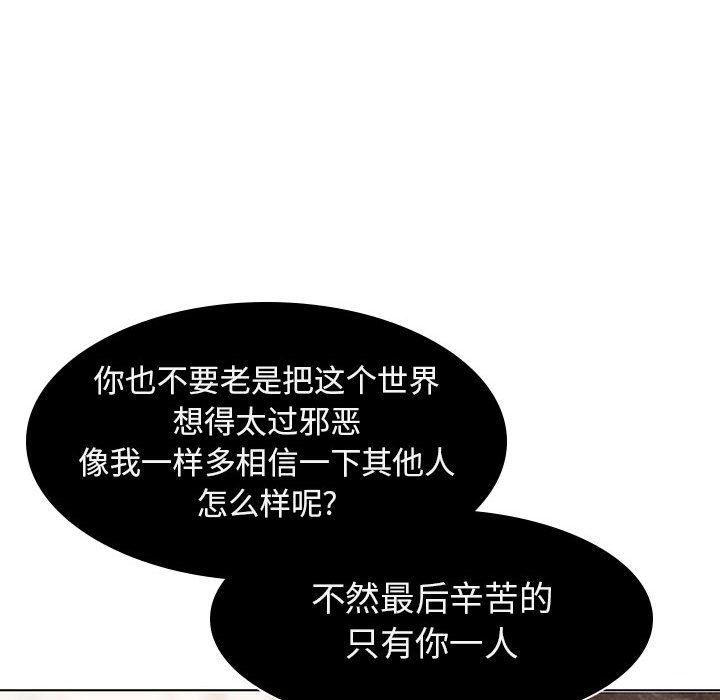 你也不要老是把这个世界
想得太过邪恶
像我一样多相信一下其他人
怎么样呢?
不然最后辛苦的
只有你一人